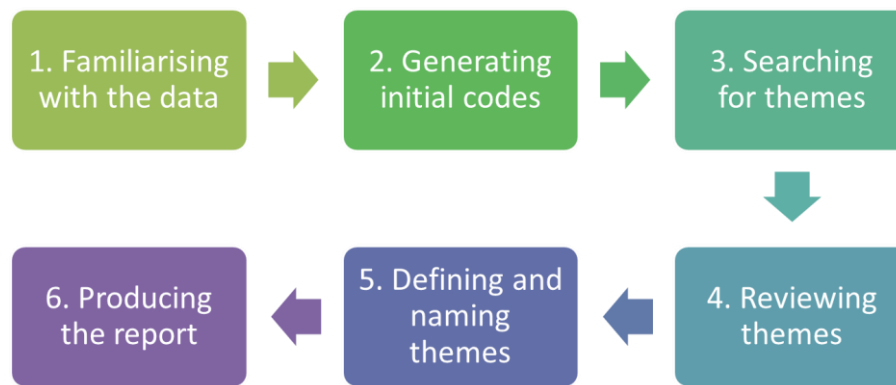 1. Familiarising
with the data
2. Generating
initial codes
3. Searching
for themes
4. Reviewing
themes
5. Defining and
naming
themes
6. Producing
the report